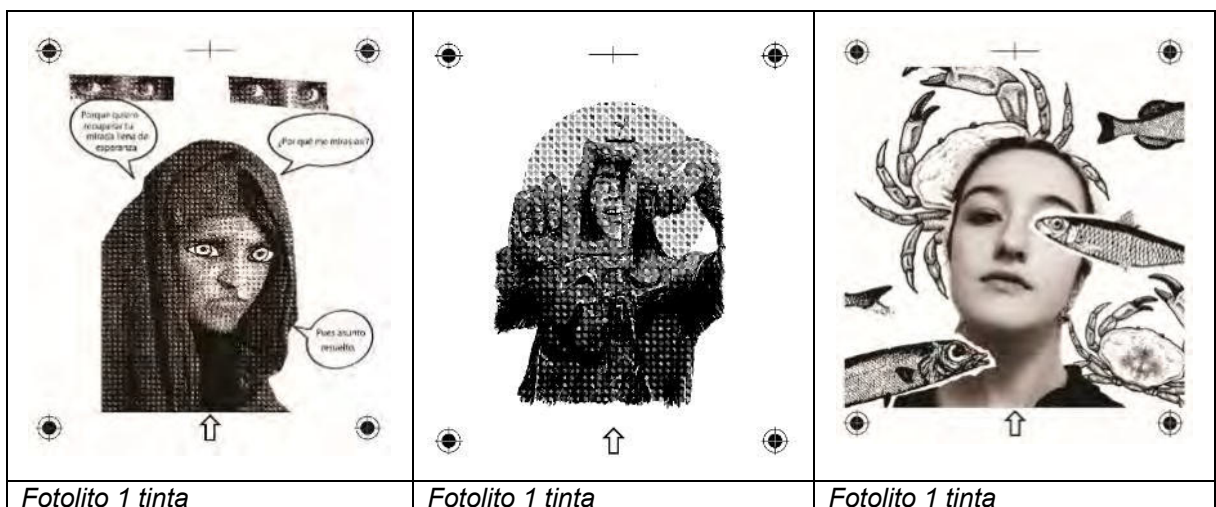 Porque quiero
recuperar tu
mirada llena de
esperanza
¿Por qué me miras así?
Pues asunto
resuelto.
Fotolito 1 tinta
Fotolito 1 tinta
Fotolito 1 tinta